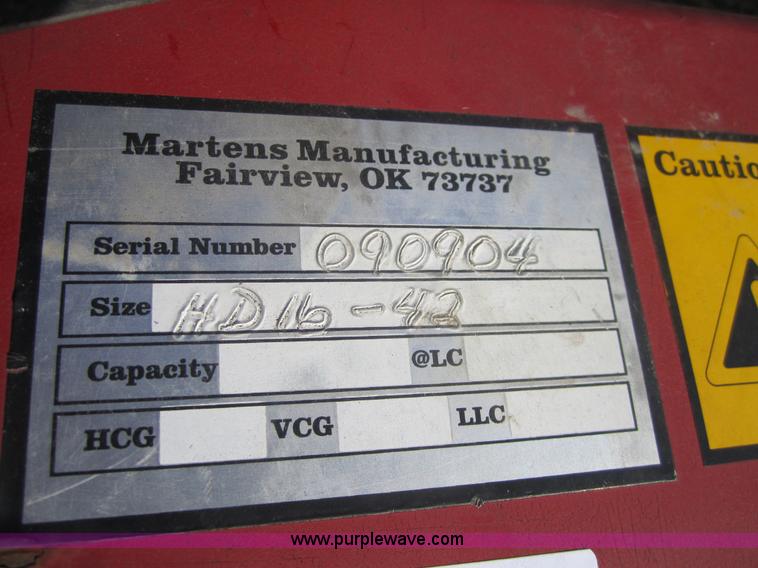 Martens Manufacturing
Fairview, OK 73737
Serial Number 090904
Size HD16-42
Capacity @LC
HCG VCG LLC
Cautio
www.purplewave.com